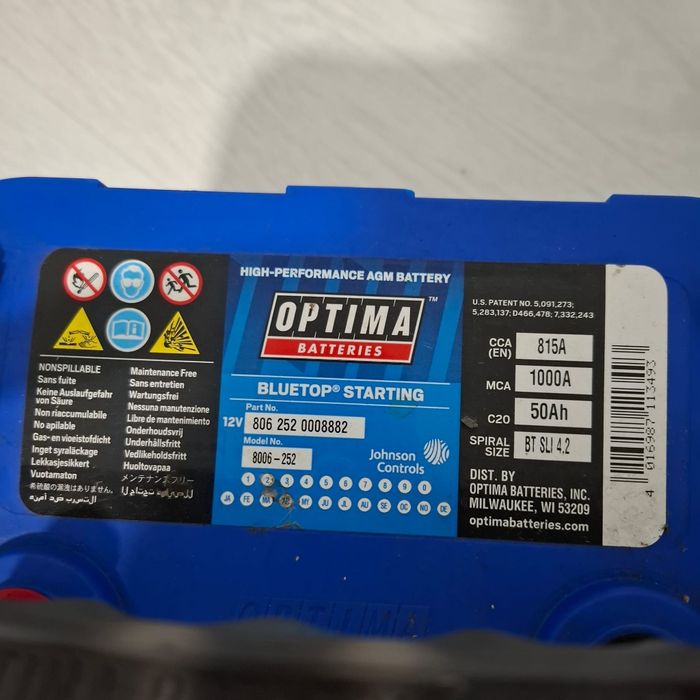 HIGH-PERFORMANCE AGM BATTERY
OPTIMA™
BATTERIES
BLUETOP® STARTING
Part No.
12V 806 252 0008882
Model No.
8006-252
Johnson
Controls
1 2 3 4 5 6 7 8 9 0
JA FE MA AP MA JU JU AU SE OC NO DE
NONSPILLABLE
Sans fuite
Keine Auslaufgefahr
von Säure
Non riaccumulabile
No apilable
Gas- en vloeistofdicht
Inget syraläckage
Lekkasjesikkert
Vuotamaton
Maintenance Free
Sans entretien
Wartungsfrei
Nessuna manutenzione
Libre de mantenimiento
Onderhoudsvrij
Underhållsfritt
Vedlikeholdsfritt
Huoltovapaa
メンテナンスフリー
U.S. PATENT NO. 5,091,273;
5,283,137; D466,478; 7,332,243
CCA
(EN) 815A
MCA 1000A
C20 50Ah
SPIRAL
SIZE BT SLI 4.2
DIST. BY
OPTIMA BATTERIES, INC.
MILWAUKEE, WI 53209
optimabatteries.com
4 016987 113493
OPTIMA